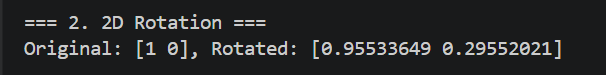 === 2. 2D Rotation ===
Original: [1 0], Rotated: [0.95533649 0.29552021]